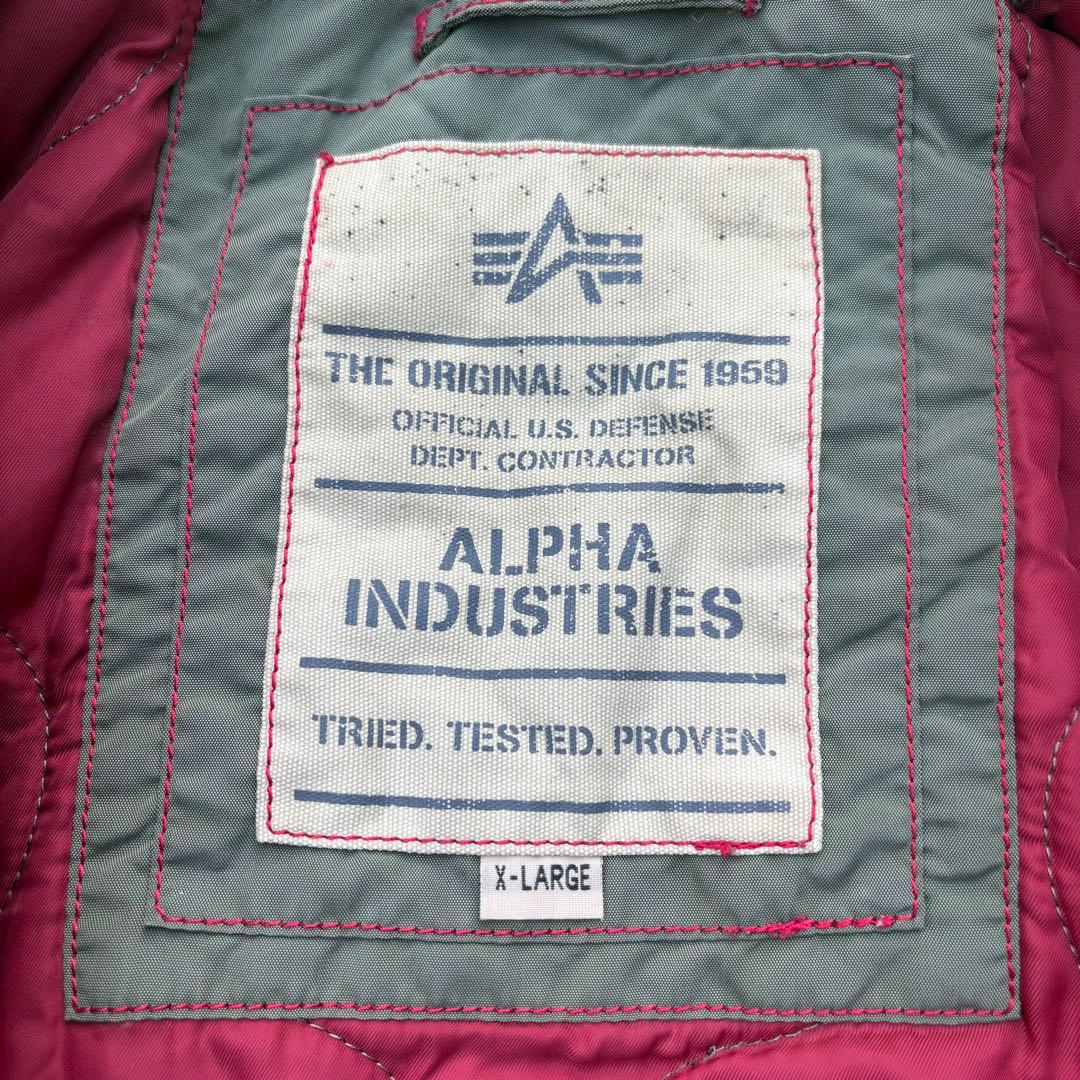 THE ORIGINAL SINCE 1959
OFFICIAL U.S. DEFENSE
DEPT. CONTRACTOR
ALPHA
INDUSTRIES
TRIED. TESTED. PROVEN.
X-LARGE